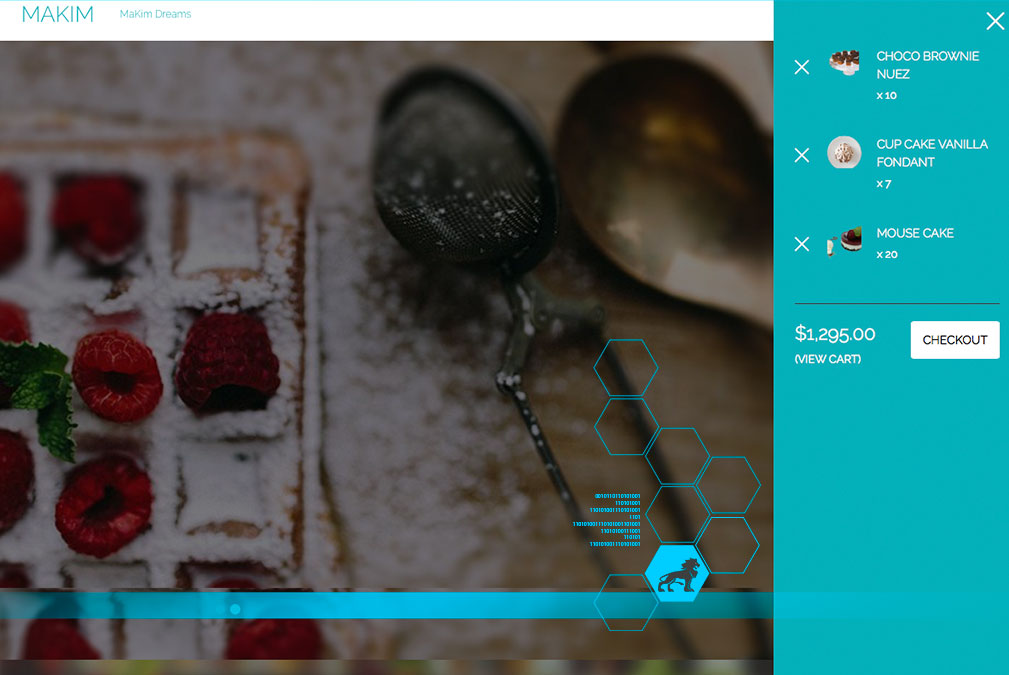 MAKIM
MaKim Dreams
CHOCO BROWNIE
NUEZ
x 10
CUP CAKE VANILLA
FONDANT
x 7
MOUSE CAKE
x 20
$1,295.00
(VIEW CART)
CHECKOUT